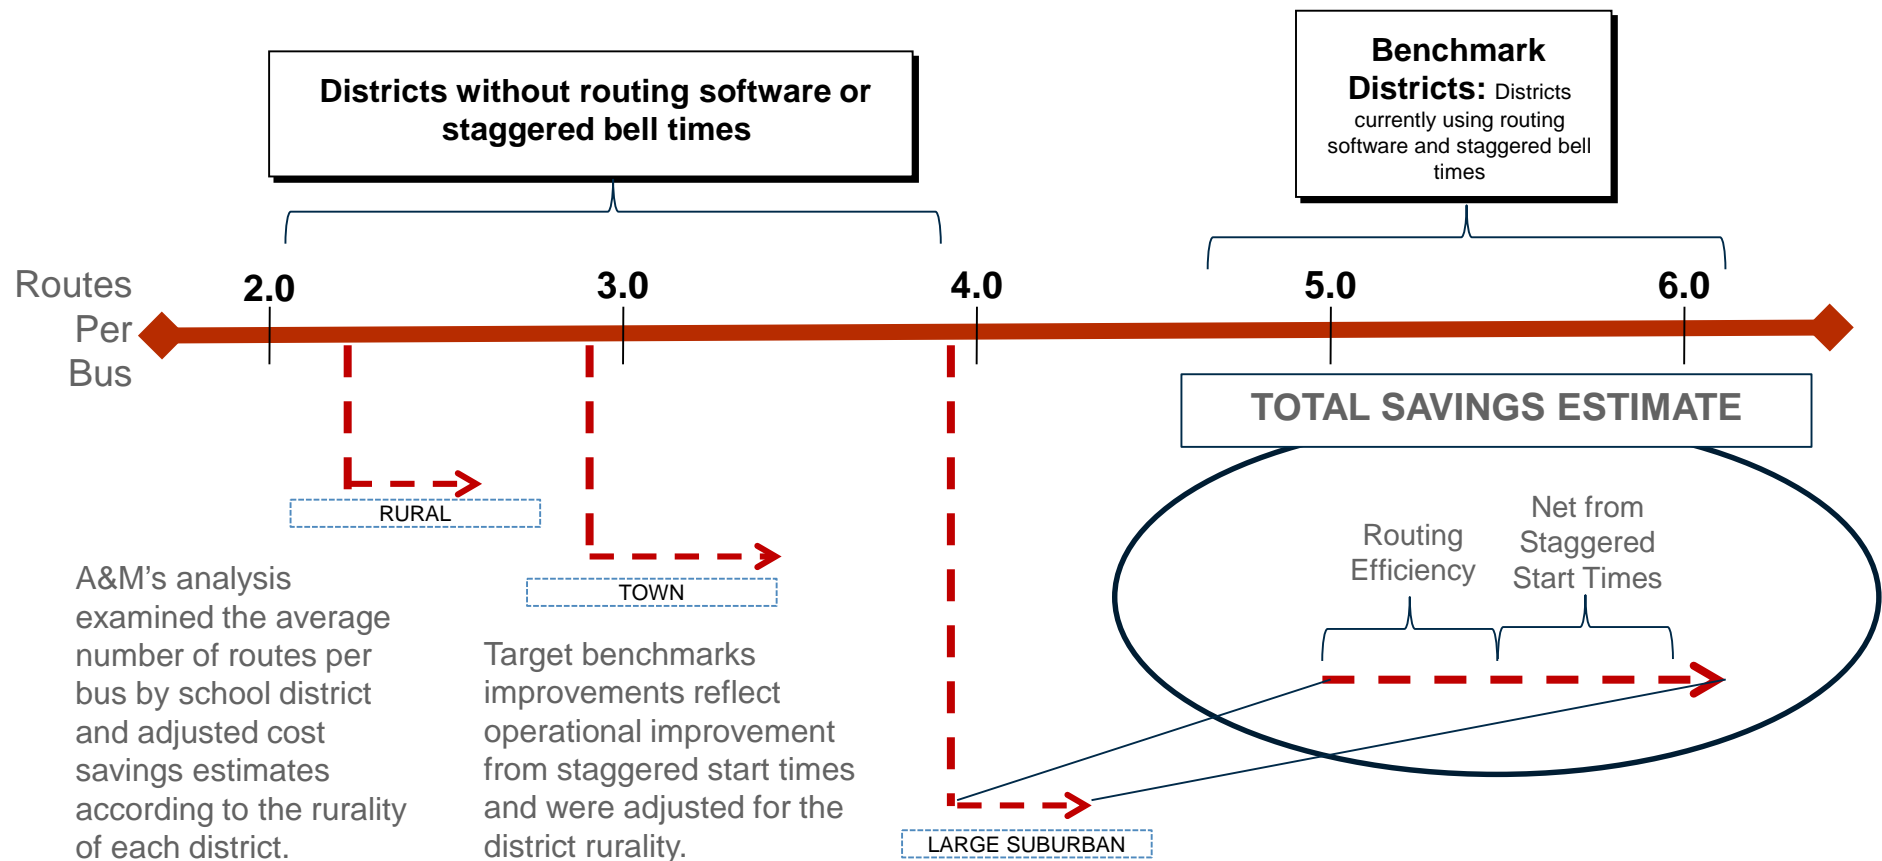 Districts without routing software or
staggered bell times
Benchmark
Districts: Districts
currently using routing
software and staggered bell
times
Routes
Per
Bus
2.0
3.0
4.0
5.0
6.0
TOTAL SAVINGS ESTIMATE
RURAL
TOWN
LARGE SUBURBAN
Routing
Efficiency
Net from
Staggered
Start Times
A&M's analysis
examined the average
number of routes per
bus by school district
and adjusted cost
savings estimates
according to the rurality
of each district.
Target benchmarks
improvements reflect
operational improvement
from staggered start times
and were adjusted for the
district rurality.